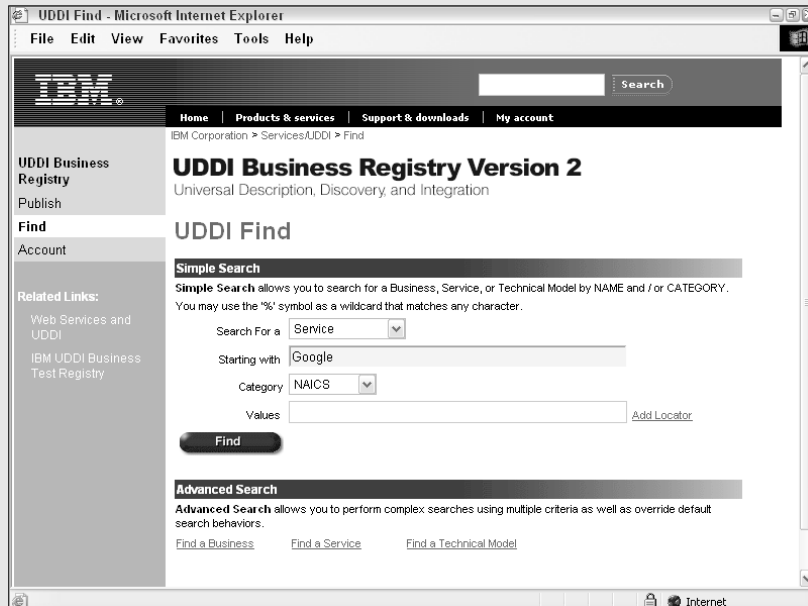 UDDI Find - Microsoft Internet Explorer
File Edit View Favorites Tools Help
IBM®
Search
Home | Products & services | Support & downloads | My account
IBM Corporation > Services/UDDI > Find
UDDI Business
Registry
Publish
Find
Account
Related Links:
Web Services and
UDDI
IBM UDDI Business
Test Registry
UDDI Business Registry Version 2
Universal Description, Discovery, and Integration
UDDI Find
Simple Search
Simple Search allows you to search for a Business, Service, or Technical Model by NAME and / or CATEGORY.
You may use the '%' symbol as a wildcard that matches any character.
Search For a Service
Starting with Google
Category NAICS
Values Add Locator
Find
Advanced Search
Advanced Search allows you to perform complex searches using multiple criteria as well as override default
search behaviors.
Find a Business Find a Service Find a Technical Model
Internet